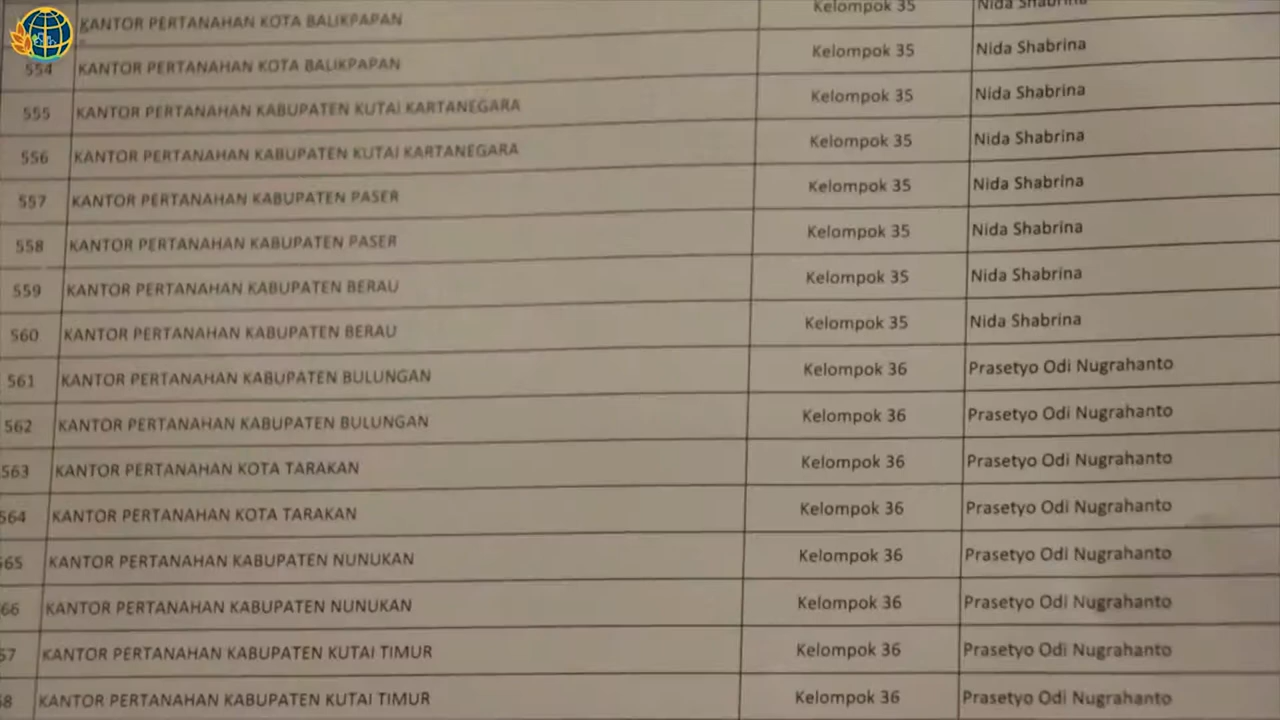 KANTOR PERTANAHAN KOTA BALIKPAPAN Kelompok 35 Nida Shabrina
554 KANTOR PERTANAHAN KOTA BALIKPAPAN Kelompok 35 Nida Shabrina
555 KANTOR PERTANAHAN KABUPATEN KUTAI KARTANEGARA Kelompok 35 Nida Shabrina
556 KANTOR PERTANAHAN KABUPATEN KUTAI KARTANEGARA Kelompok 35 Nida Shabrina
557 KANTOR PERTANAHAN KABUPATEN PASER Kelompok 35 Nida Shabrina
558 KANTOR PERTANAHAN KABUPATEN PASER Kelompok 35 Nida Shabrina
559 KANTOR PERTANAHAN KABUPATEN BERAU Kelompok 35 Nida Shabrina
560 KANTOR PERTANAHAN KABUPATEN BERAU Kelompok 35 Nida Shabrina
561 KANTOR PERTANAHAN KABUPATEN BULUNGAN Kelompok 36 Prasetyo Odi Nugrahanto
562 KANTOR PERTANAHAN KABUPATEN BULUNGAN Kelompok 36 Prasetyo Odi Nugrahanto
563 KANTOR PERTANAHAN KOTA TARAKAN Kelompok 36 Prasetyo Odi Nugrahanto
564 KANTOR PERTANAHAN KOTA TARAKAN Kelompok 36 Prasetyo Odi Nugrahanto
65 KANTOR PERTANAHAN KABUPATEN NUNUKAN Kelompok 36 Prasetyo Odi Nugrahanto
66 KANTOR PERTANAHAN KABUPATEN NUNUKAN Kelompok 36 Prasetyo Odi Nugrahanto
57 KANTOR PERTANAHAN KABUPATEN KUTAI TIMUR Kelompok 36 Prasetyo Odi Nugrahanto
8 KANTOR PERTANAHAN KABUPATEN KUTAI TIMUR Kelompok 36 Prasetyo Odi Nugrahanto